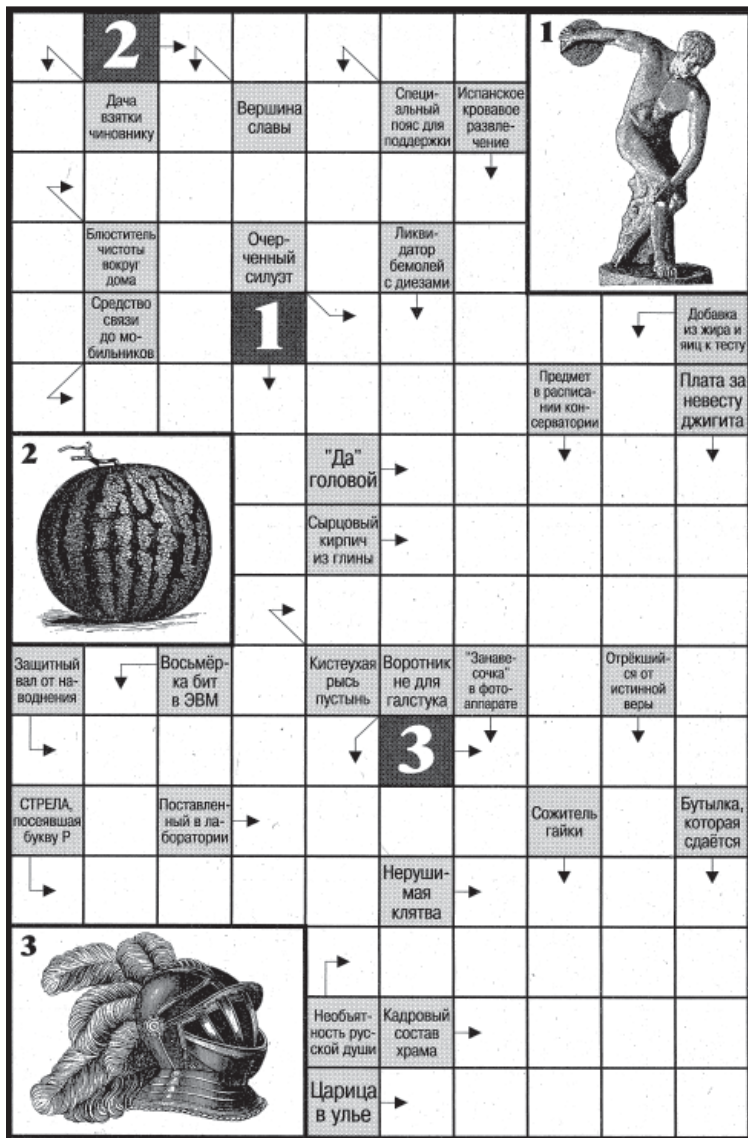 2
1
Дача
взятки
чиновнику
Вершина
славы
Специ-
альный
пояс для
поддержки
Испанское
кровавое
развле-
чение
Блюститель
чистоты
вокруг
дома
Очер-
ченный
силуэт
Ликви-
датор
бемолей
с диезами
Средство
связи
до мо-
бильников
1
Добавка
из жира и
яиц к тесту
Предмет
в расписа-
нии кон-
серватории
Плата за
невесту
джигита
2
"Да"
головой
Сырцовый
кирпич
из глины
Защитный
вал от на-
воднения
Восьмёр-
ка бит
в ЭВМ
Кистеухая
рысь
пустынь
Воротник
не для
галстука
"Занаве-
сочка"
в фото-
аппарате
Отрёкший-
ся от
истинной
веры
3
СТРЕЛА,
посеявшая
букву Р
Поставлен-
ный в ла-
боратории
Сожитель
гайки
Бутылка,
которая
сдаётся
Неруши-
мая
клятва
3
Необъят-
ность рус-
ской души
Кадровый
состав
храма
Царица
в улье